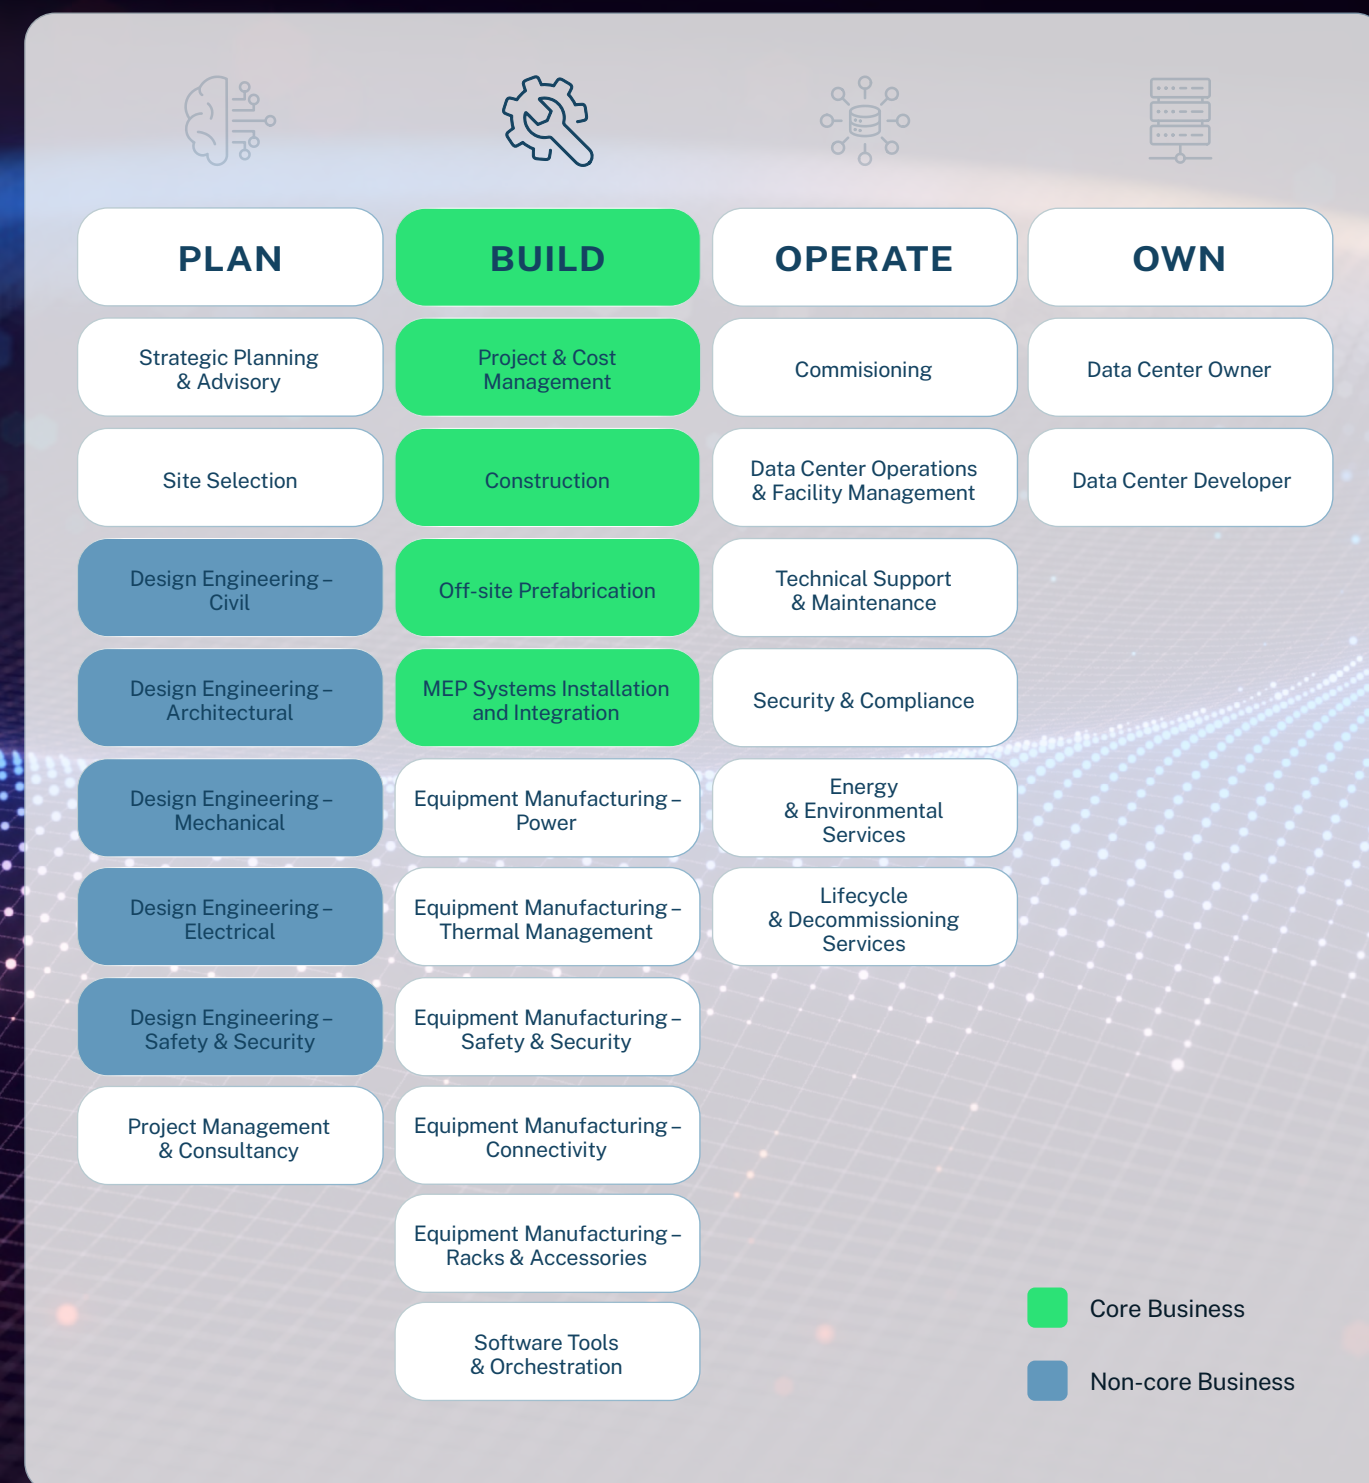 PLAN
Strategic Planning
& Advisory
Site Selection
Design Engineering –
Civil
Design Engineering –
Architectural
Design Engineering –
Mechanical
Design Engineering –
Electrical
Design Engineering –
Safety & Security
Project Management
& Consultancy
BUILD
Project & Cost
Management
Construction
Off-site Prefabrication
MEP Systems Installation
and Integration
Equipment Manufacturing –
Power
Equipment Manufacturing –
Thermal Management
Equipment Manufacturing –
Safety & Security
Equipment Manufacturing –
Connectivity
Equipment Manufacturing –
Racks & Accessories
Software Tools
& Orchestration
OPERATE
Commisioning
Data Center Operations
& Facility Management
Technical Support
& Maintenance
Security & Compliance
Energy
& Environmental
Services
Lifecycle
& Decommissioning
Services
OWN
Data Center Owner
Data Center Developer
Core Business
Non-core Business